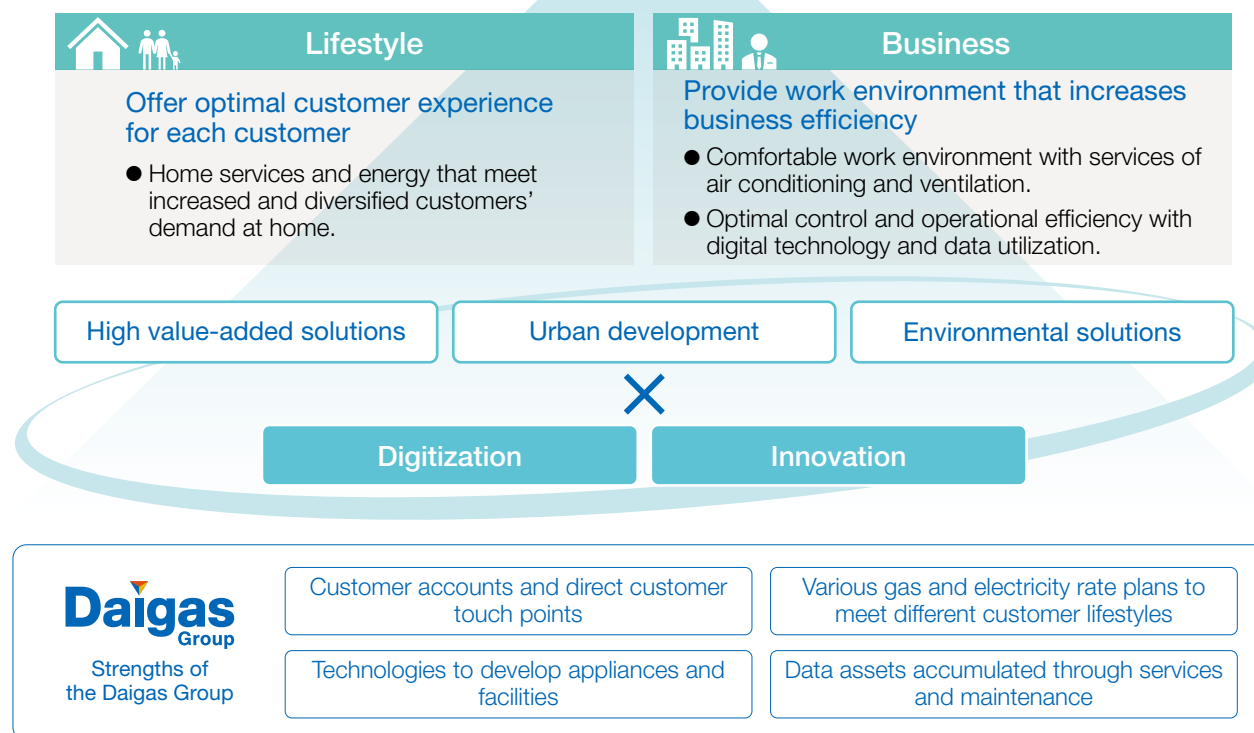 Lifestyle
Offer optimal customer experience
for each customer
● Home services and energy that meet
increased and diversified customers’
demand at home.
Business
Provide work environment that increases
business efficiency
● Comfortable work environment with services of
air conditioning and ventilation.
● Optimal control and operational efficiency with
digital technology and data utilization.
High value-added solutions
Urban development
Environmental solutions
×
Digitization
Innovation
Daigas
Group
Strengths of
the Daigas Group
Customer accounts and direct customer
touch points
Various gas and electricity rate plans to
meet different customer lifestyles
Technologies to develop appliances and
facilities
Data assets accumulated through services
and maintenance